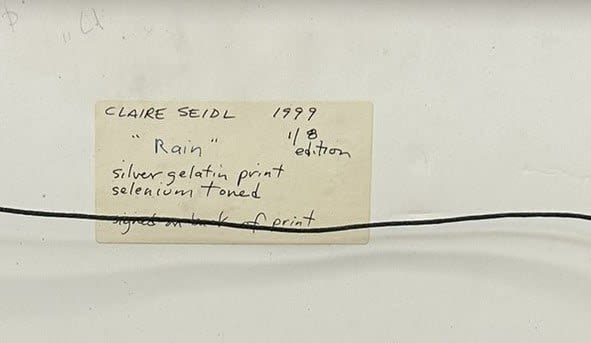 CLAIRE SEIDL 1999
"Rain" 1/8 edition
silver gelatin print
selenium toned
signed on back of print